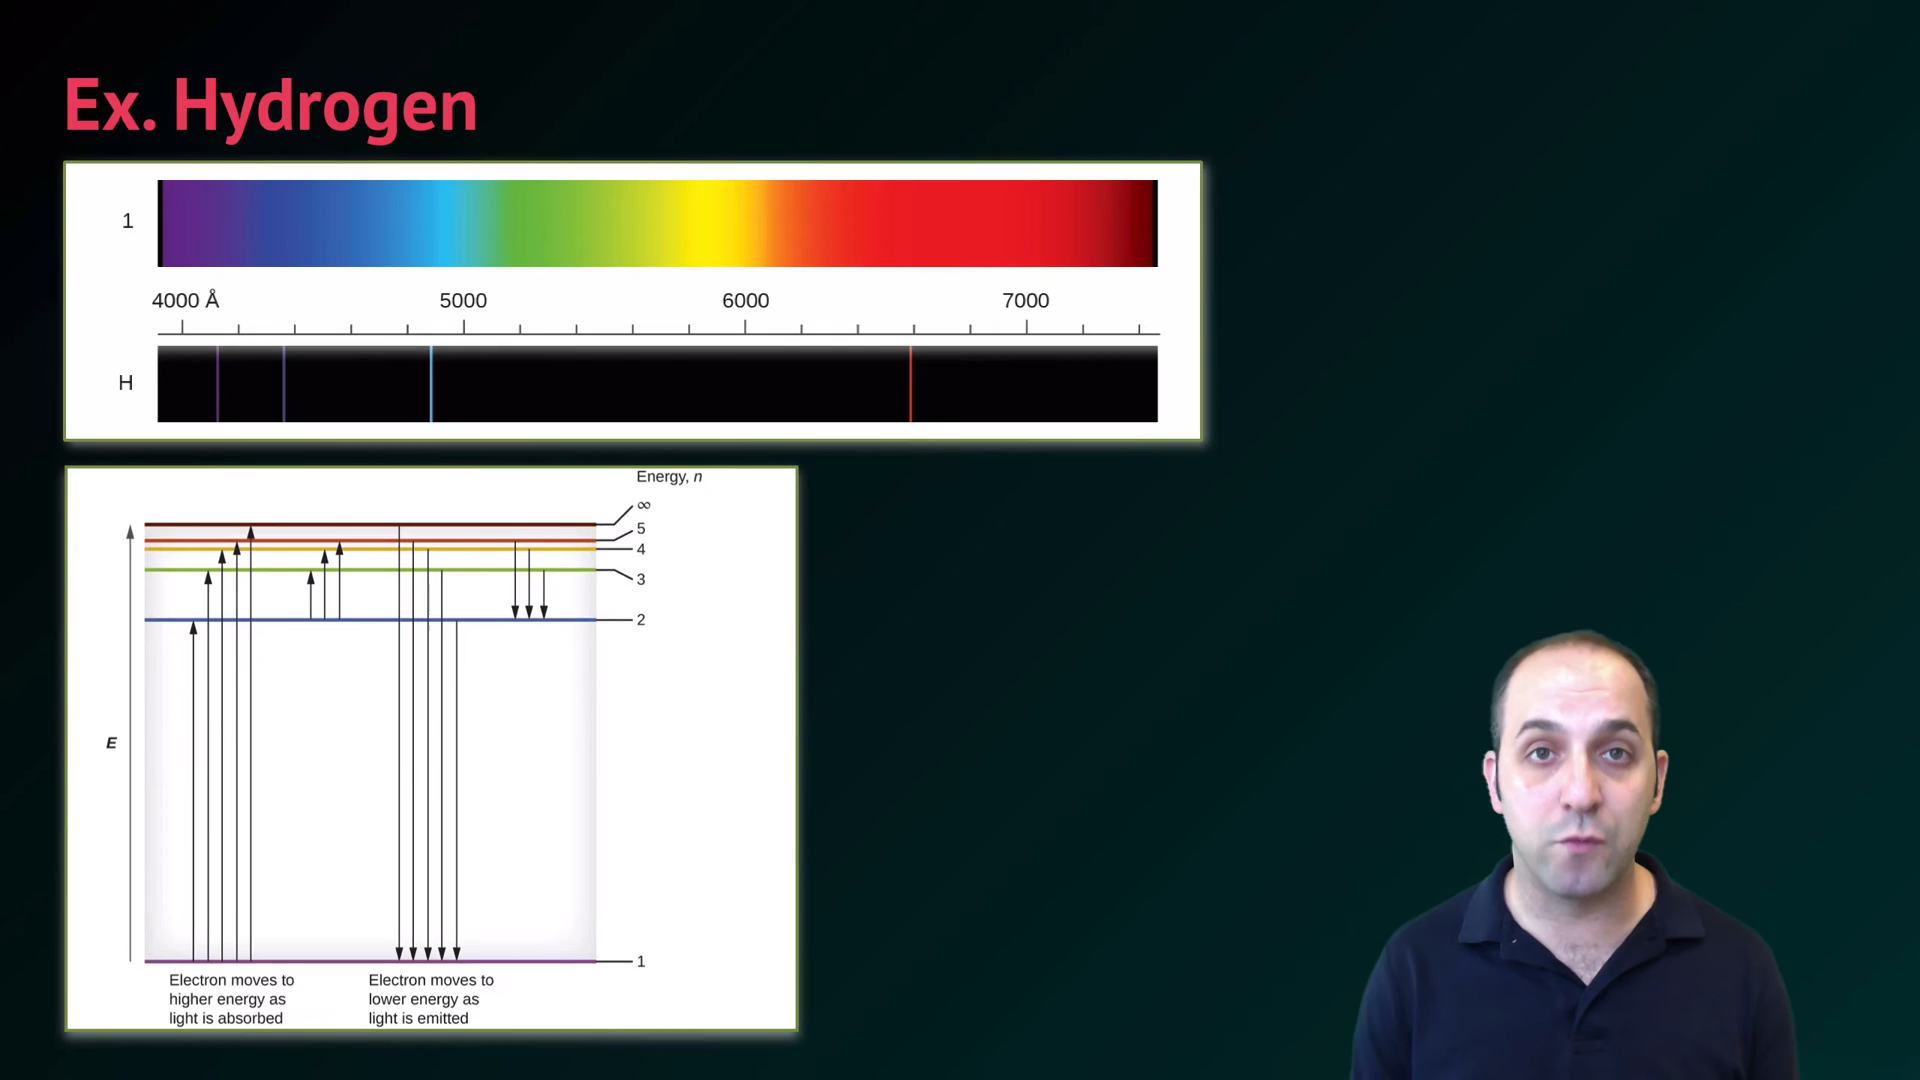 Ex. Hydrogen
1
4000 Å 5000 6000 7000
H
Energy, n
∞
5
4
3
2
E
1
Electron moves to
higher energy as
light is absorbed
Electron moves to
lower energy as
light is emitted